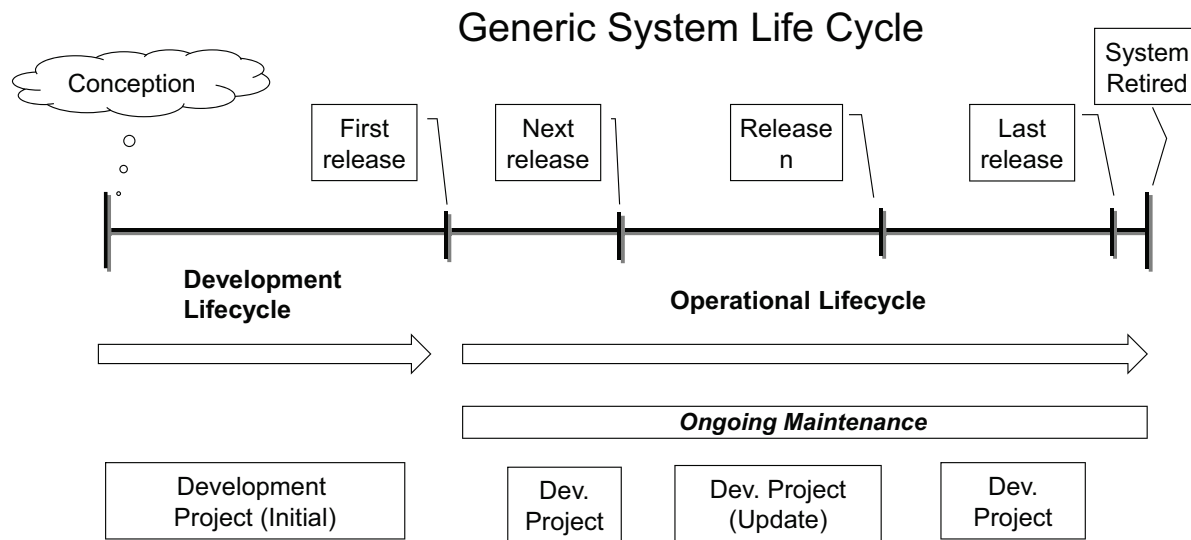 Generic System Life Cycle
Conception
System
Retired
First
release
Next
release
Release
n
Last
release
Development
Lifecycle
Operational Lifecycle
Ongoing Maintenance
Development
Project (Initial)
Dev.
Project
Dev. Project
(Update)
Dev.
Project